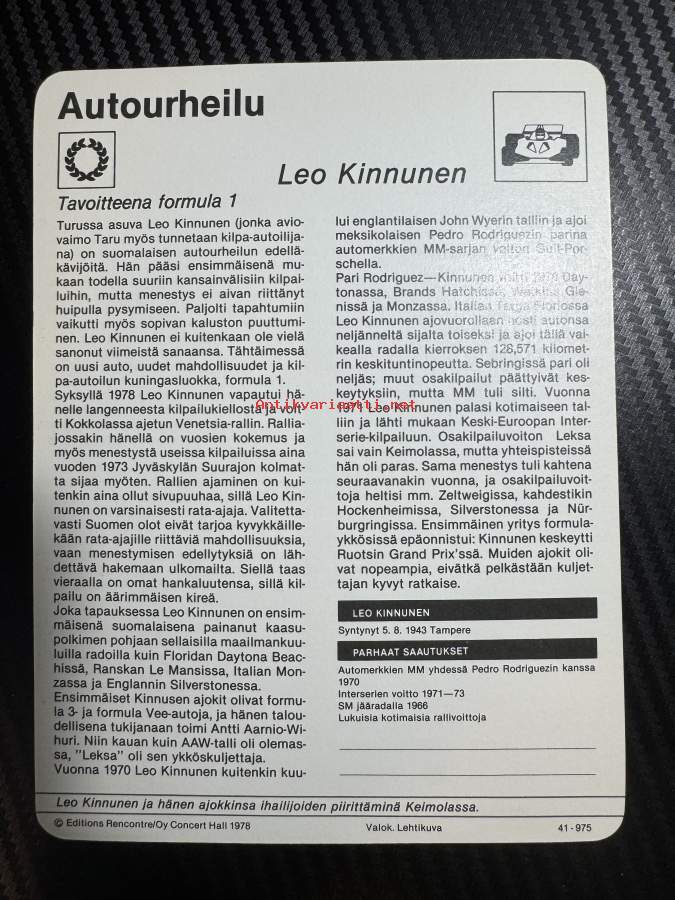 Autourheilu
Leo Kinnunen
Tavoitteena formula 1
Turussa asuva Leo Kinnunen (jonka avio-
vaimo Taru myös tunnetaan kilpa-autoilija-
na) on suomalaisen autourheilun edellä-
kävijöitä. Hän pääsi ensimmäisenä mu-
kaan todella suuriin kansainvälisiin kilpai-
luihin, mutta menestys ei aivan riittänyt
huipulla pysymiseen. Paljolti tapahtumiin
vaikutti myös sopivan kaluston puuttumi-
nen. Leo Kinnunen ei kuitenkaan ole vielä
sanonut viimeistä sanaansa. Tähtäimessä
on uusi auto, uudet mahdollisuudet ja kil-
pa-autoilun kuningasluokka, formula 1.
Syksyllä 1978 Leo Kinnunen vapautui hä-
nelle langenneesta kilpailukiellosta ja voit-
ti Kokkolassa ajetun Venetsia-rallin. Rallia-
jossakin hänellä on vuosien kokemus ja
myös menestystä useissa kilpailuissa aina
vuoden 1973 Jyväskylän Suurajon kolmat-
ta sijaa myöten. Rallien ajaminen on kui-
tenkin aina ollut sivupuuhaa, sillä Leo Kin-
nunen on varsinaisesti rata-ajaja. Valitetta-
vasti Suomen olot eivät tarjoa kyvykkäille-
kään rata-ajajille riittäviä mahdollisuuksia,
vaan menestymisen edellytyksiä on läh-
dettävä hakemaan ulkomailta. Siellä taas
vieraalla on omat hankaluutensa, sillä kil-
pailu on äärimmäisen kireä.
Joka tapauksessa Leo Kinnunen on ensim-
mäisenä suomalaisena painanut kaasu-
polkimen pohjaan sellaisilla maailmankuu-
luilla radoilla kuin Floridan Daytona Beac-
hissä, Ranskan Le Mansissa, Italian Mon-
zassa ja Englannin Silverstonessa.
Ensimmäiset Kinnusen ajokit olivat formu-
la 3- ja formula Vee-autoja, ja hänen talou-
dellisena tukijanaan toimi Antti Aarnio-Wi-
huri. Niin kauan kuin AAW-talli oli olemas-
sa, "Leksa" oli sen ykköskuljettaja.
Vuonna 1970 Leo Kinnunen kuitenkin kuu-
lui englantilaisen John Wyerin talliin ja ajoi
meksikolaisen Pedro Rodriguezin parina
automerkkien MM-sarjan voiton Gulf-Por-
schella.
Pari Rodriguez—Kinnunen voitti 1970 Day-
tonassa, Brands Hatchissa, Watkins Gle-
nissä ja Monzassa. Italian Targa Floriossa
Leo Kinnunen ajovuorollaan nosti autonsa
neljänneltä sijalta toiseksi ja ajoi tällä vai-
kealla radalla kierroksen 128,571 kilomet-
rin keskituntinopeutta. Sebringissä pari oli
neljäs; muut osakilpailut päättyivät kes-
keytyksiin, mutta MM tuli silti. Vuonna
1971 Leo Kinnunen palasi kotimaiseen tal-
liin ja lähti mukaan Keski-Euroopan Inter-
serie-kilpailuun. Osakilpailuvoiton Leksa
sai vain Keimolassa, mutta yhteispisteissä
hän oli paras. Sama menestys tuli kahtena
seuraavanakin vuonna, ja osakilpailuvoit-
toja heltisi mm. Zeltwegissa, kahdestikin
Hockenheimissa, Silverstonessa ja Nür-
burgringissa. Ensimmäinen yritys formula-
ykkösissä epäonnistui: Kinnunen keskeytti
Ruotsin Grand Prix'ssä. Muiden ajokit oli-
vat nopeampia, eivätkä pelkästään kuljet-
tajan kyvyt ratkaise.
LEO KINNUNEN
Syntynyt 5. 8. 1943 Tampere
PARHAAT SAAUTUKSET
Automerkkien MM yhdessä Pedro Rodriguezin kanssa
1970
Interserien voitto 1971—73
SM jääradalla 1966
Lukuisia kotimaisia rallivoittoja
Leo Kinnunen ja hänen ajokkinsa ihailijoiden piirittäminä Keimolassa.
© Editions Rencontre/Oy Concert Hall 1978
Valok. Lehtikuva
41-975
Antikvariaatti.net